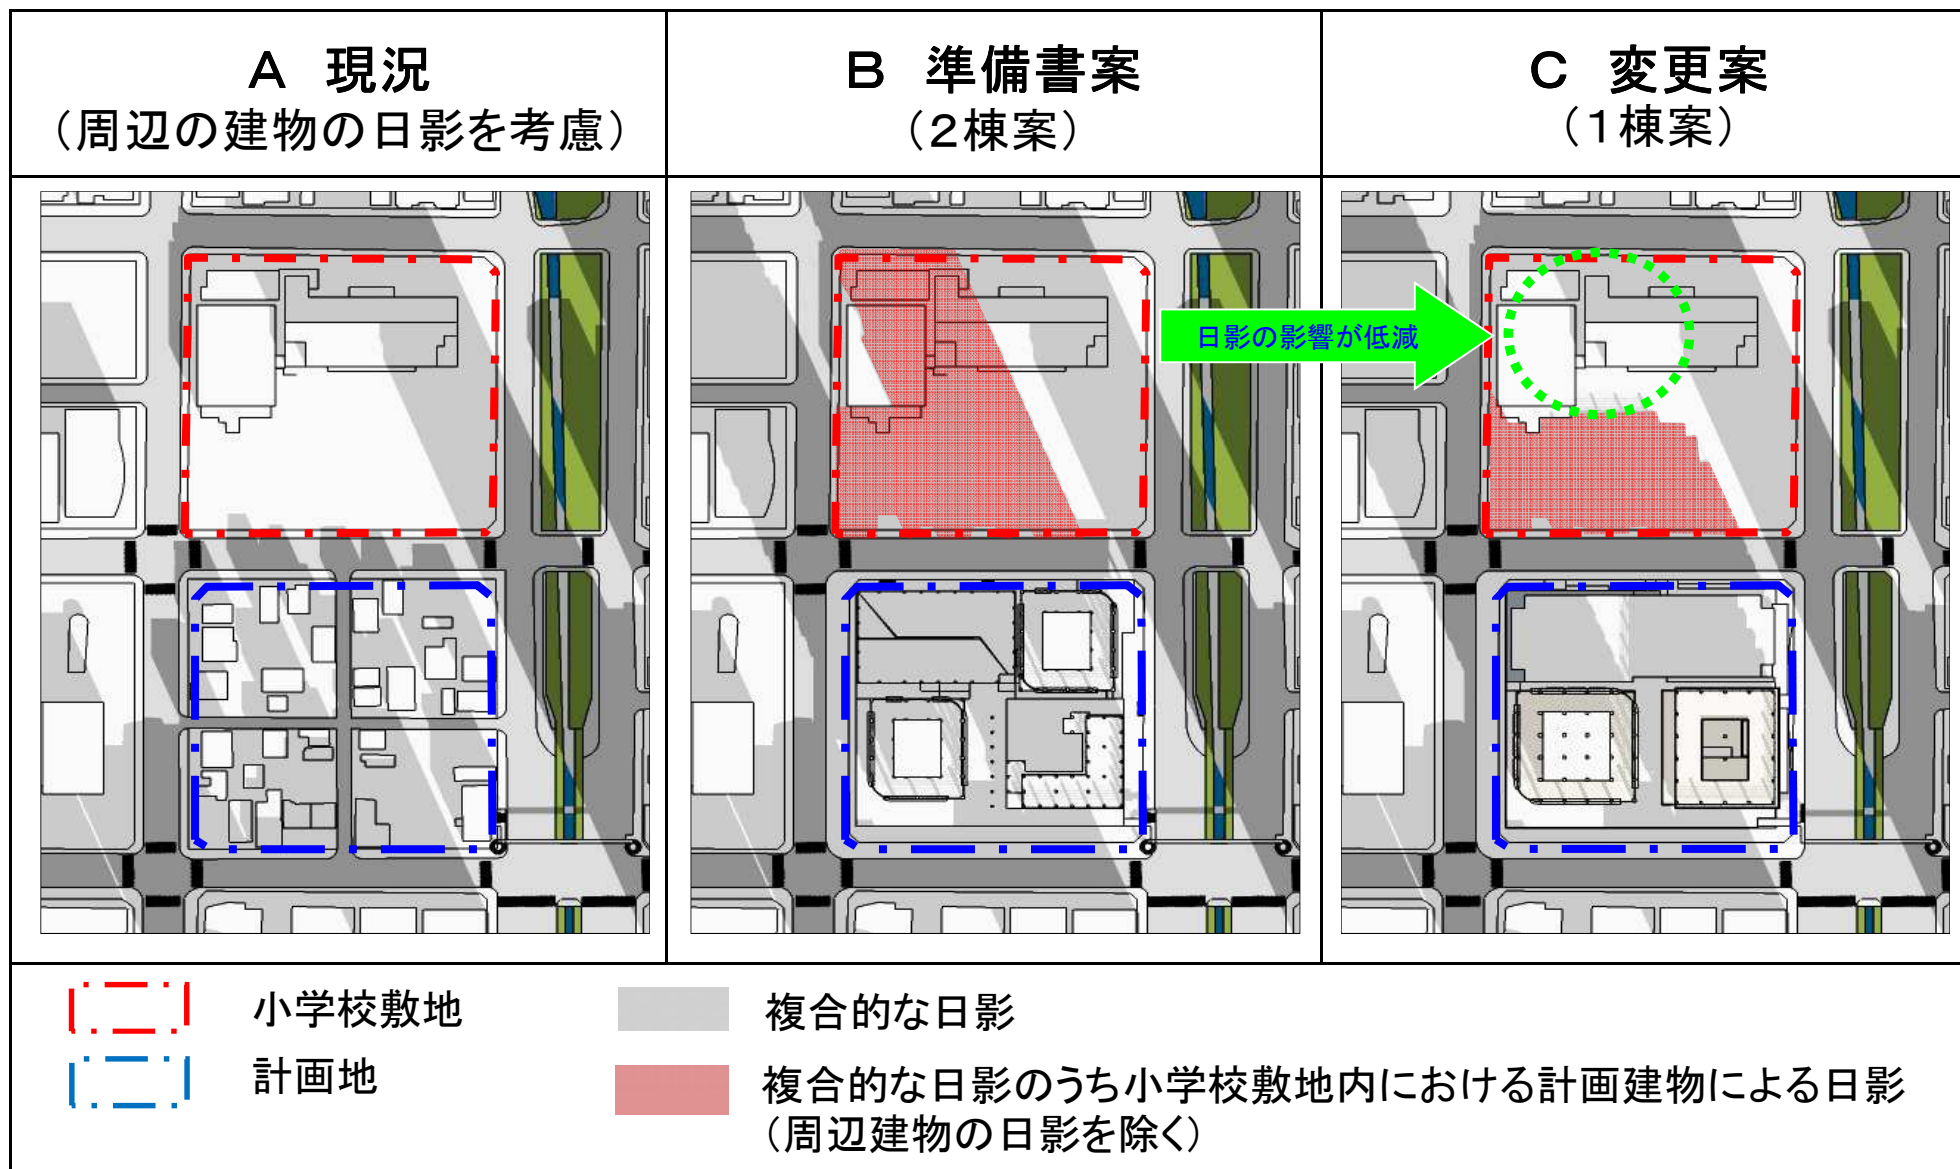 A 現況
(周辺の建物の日影を考慮)
B 準備書案
(2棟案)
C 変更案
(1棟案)
日影の影響が低減
小学校敷地
計画地
複合的な日影
複合的な日影のうち小学校敷地内における計画建物による日影
(周辺建物の日影を除く)